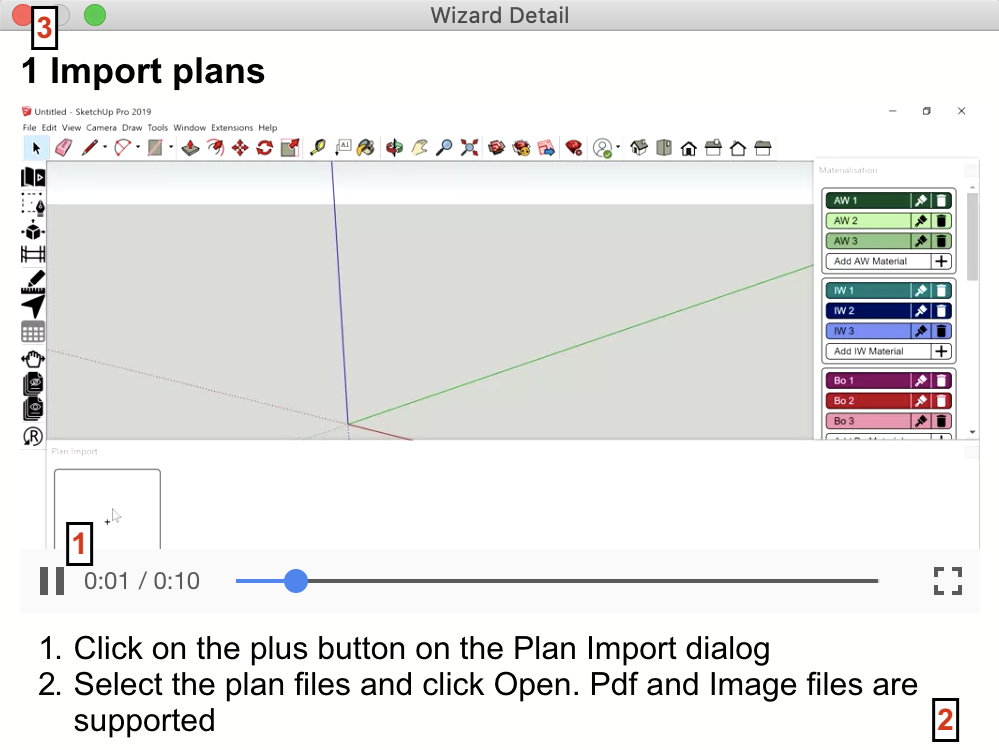 Wizard Detail
3
1 Import plans
Untitled - SketchUp Pro 2019
File Edit View Camera Draw Tools Window Extensions Help
A1
Materialisation
AW 1
AW 2
AW 3
Add AW Material
IW 1
IW 2
IW 3
Add IW Material
Bo 1
Bo 2
Bo 3
R
Plan Import
1
0:01 / 0:10
1. Click on the plus button on the Plan Import dialog
2. Select the plan files and click Open. Pdf and Image files are
supported
2